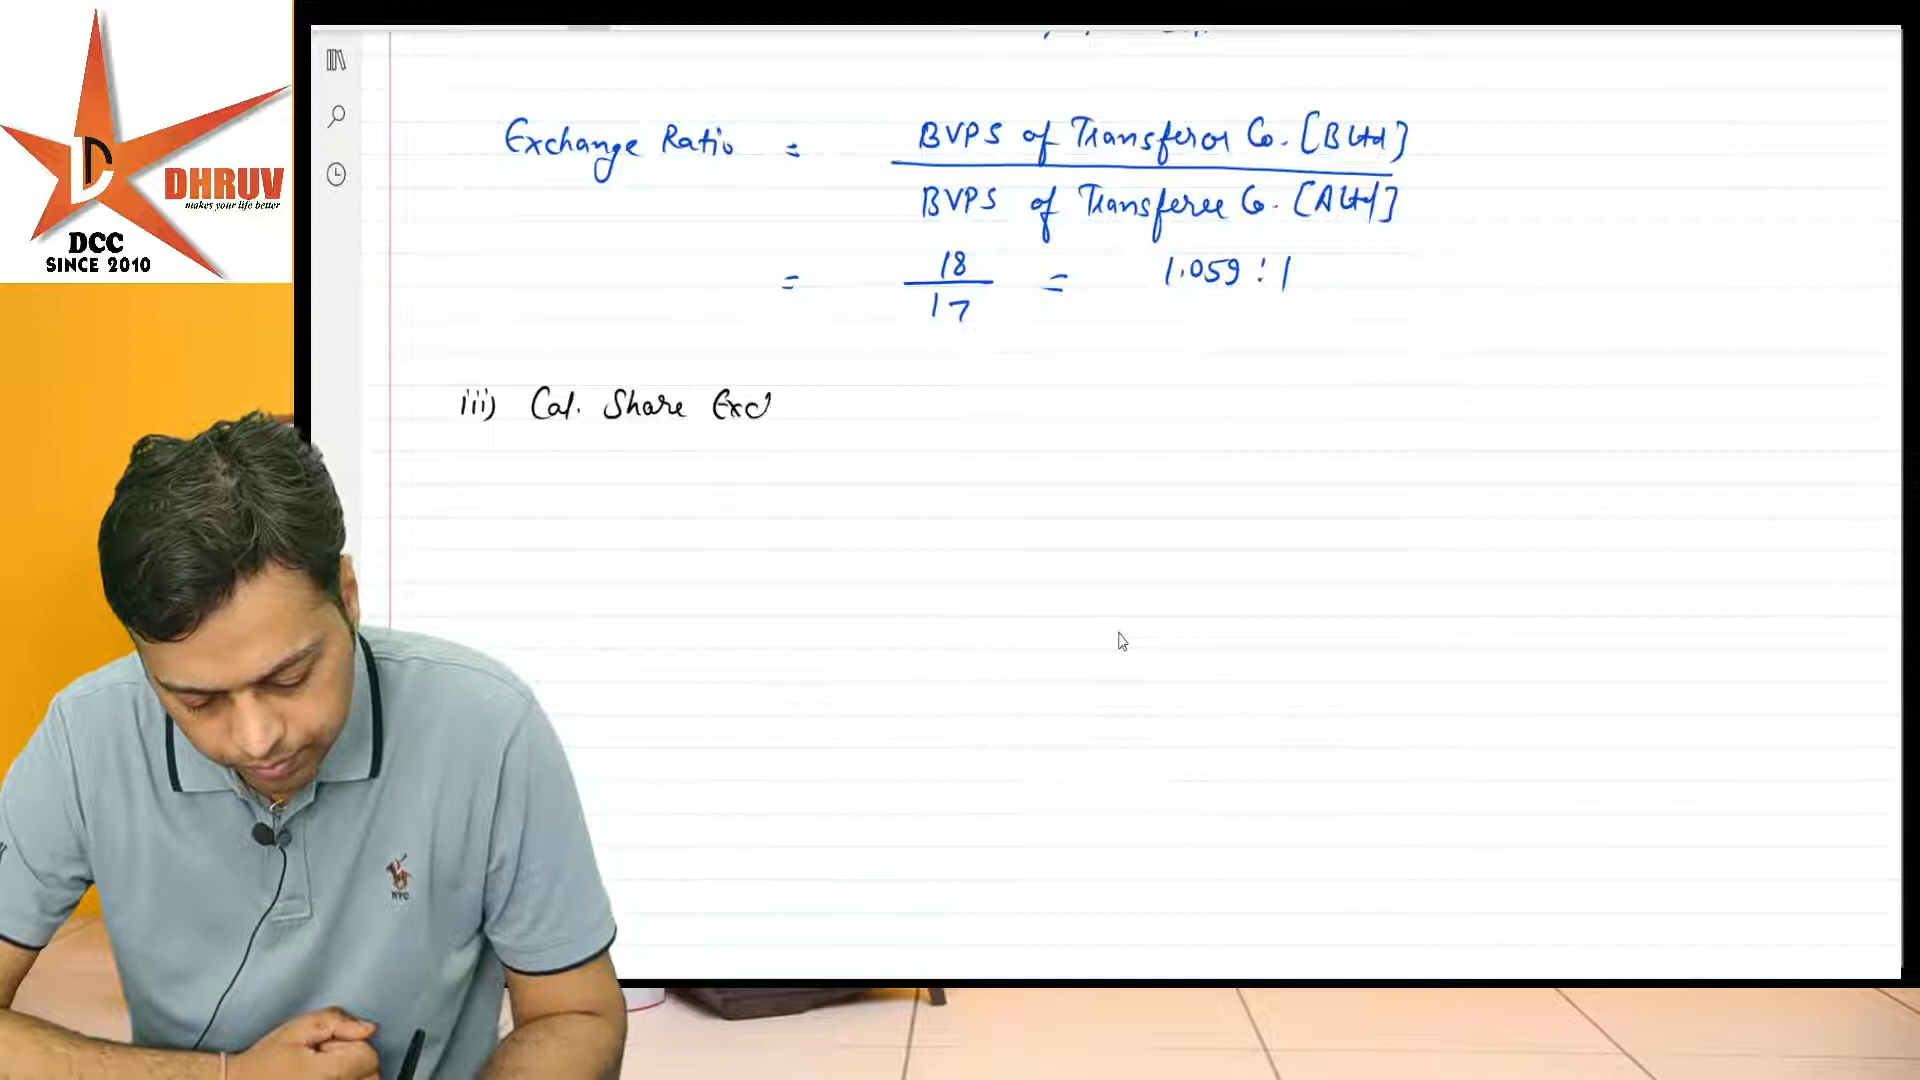 DHRUV
makes your life better
DCC
SINCE 2010
Exchange Ratio = BVPS of Transferor Co. [B Ltd]
BVPS of Transferee Co. [A Ltd]
= 18 = 1.059 : 1
17
iii) Cal. Share Exc